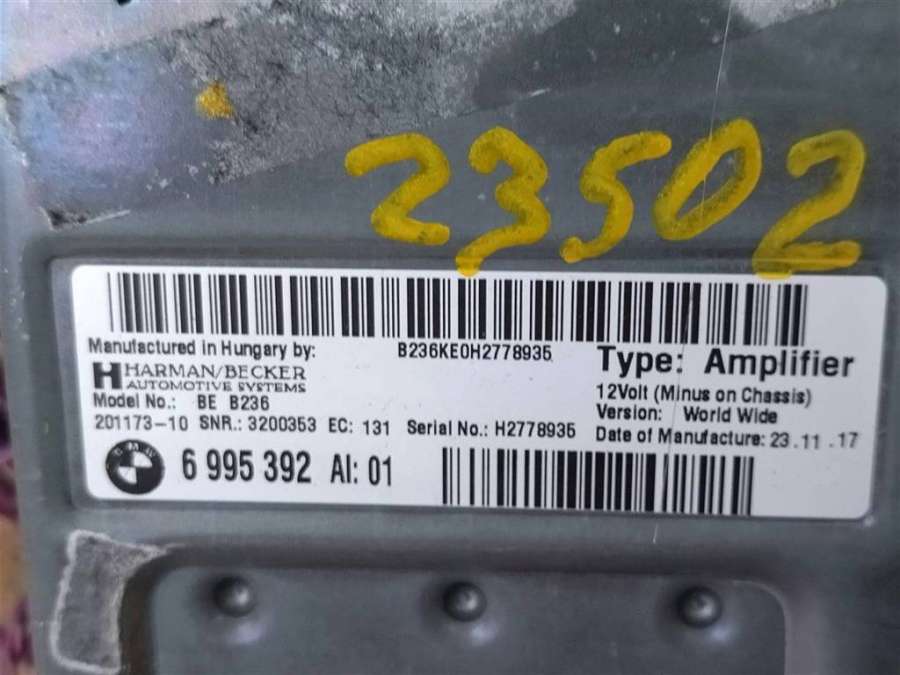 23502
Manufactured in Hungary by:
B236KE0H2778935
Type: Amplifier
HARMAN/BECKER
AUTOMOTIVE SYSTEMS
12Volt (Minus on Chassis)
Model No.: BE B236
Version: World Wide
201173-10 SNR.: 3200353 EC: 131 Serial No.: H2778935
Date of Manufacture: 23.11.17
BMW
6 995 392 AI: 01